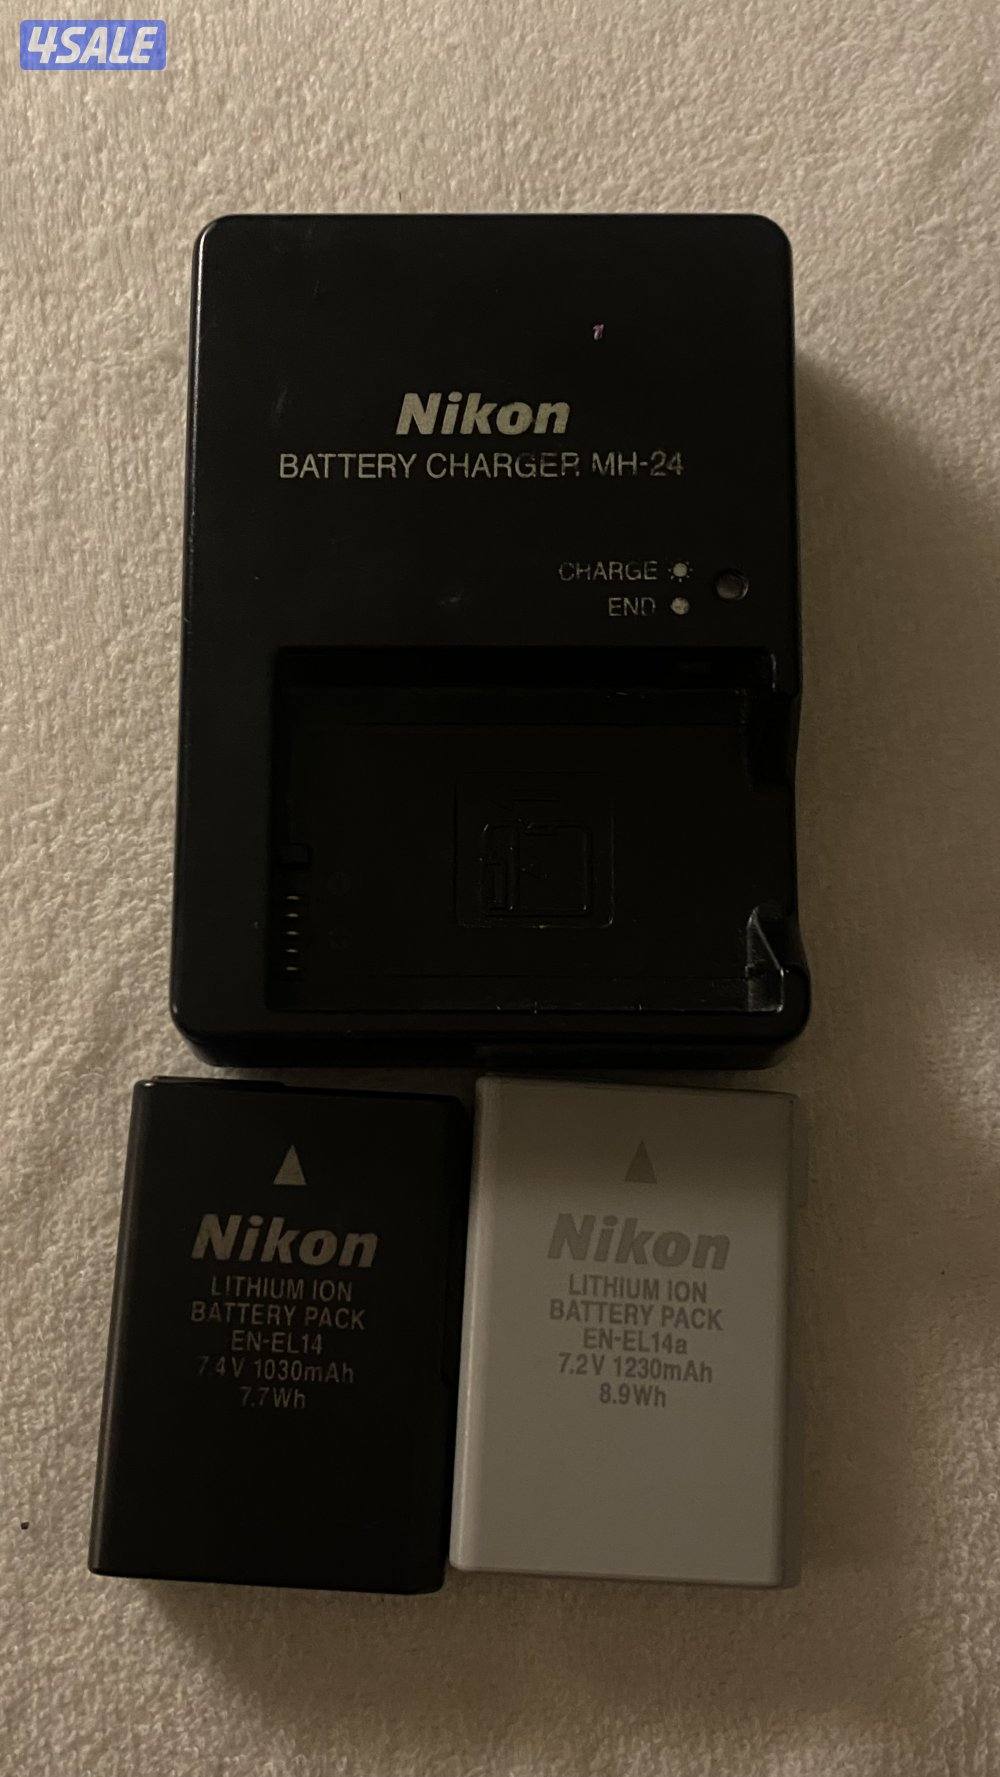 4SALE
Nikon
BATTERY CHARGER MH-24
CHARGE
END
Nikon
LITHIUM ION
BATTERY PACK
EN-EL14
7.4V 1030mAh
7.7Wh
Nikon
LITHIUM ION
BATTERY PACK
EN-EL14a
7.2V 1230mAh
8.9Wh